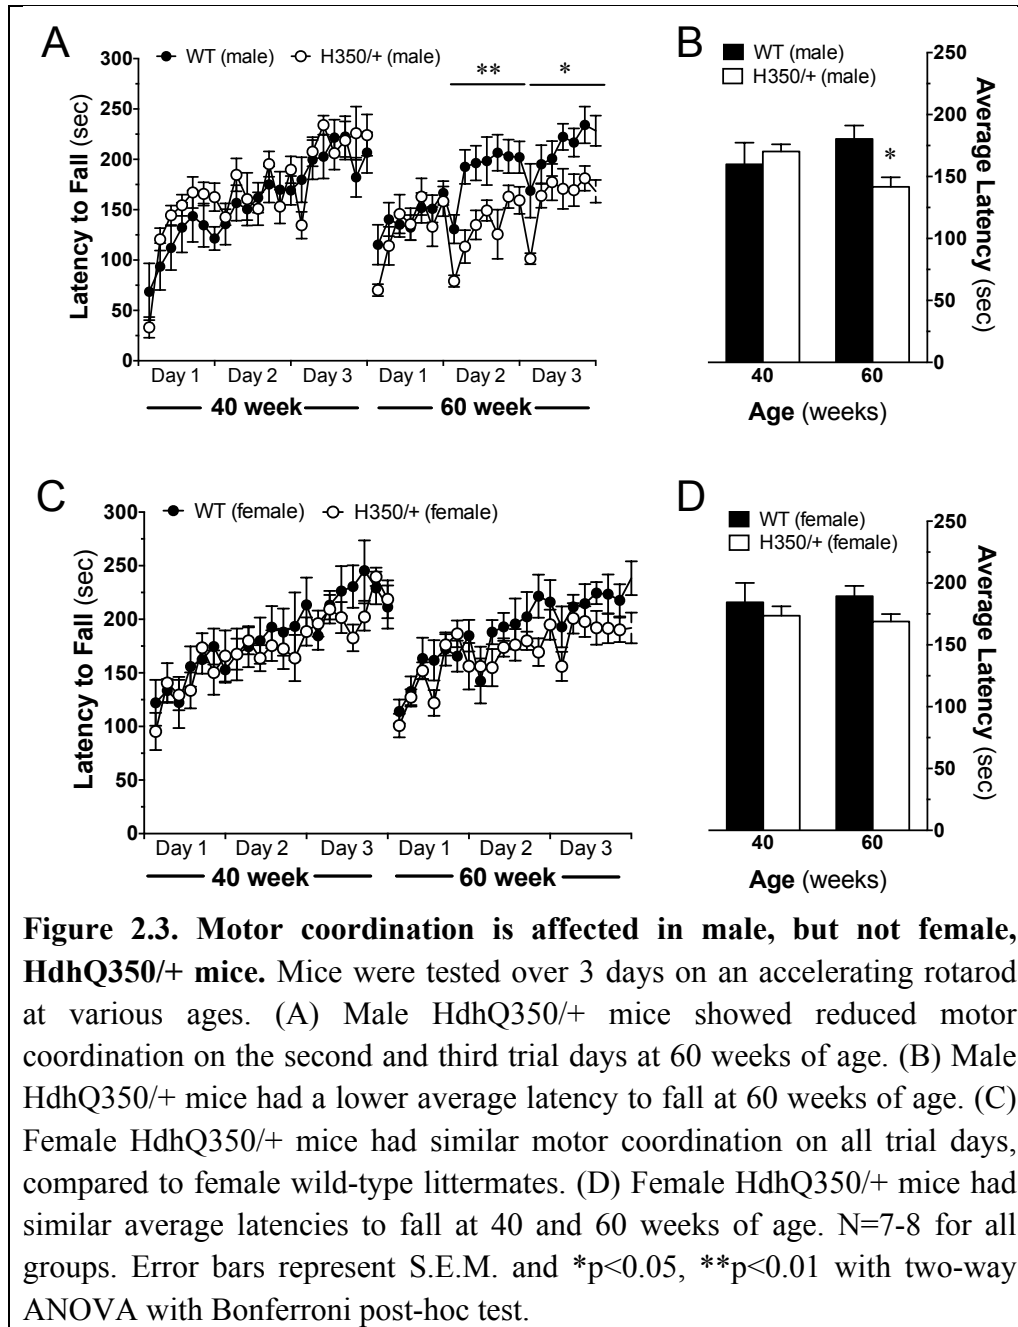 A
WT (male) H350/+ (male)
** *
Latency to Fall (sec)
300
250
200
150
100
50
0
Day 1 Day 2 Day 3 Day 1 Day 2 Day 3
40 week 60 week
B
WT (male)
H350/+ (male)
*
250
200
150
100
50
0
Average Latency (sec)
40 60
Age (weeks)
C
WT (female) H350/+ (female)
Latency to Fall (sec)
300
250
200
150
100
50
0
Day 1 Day 2 Day 3 Day 1 Day 2 Day 3
40 week 60 week
D
WT (female)
H350/+ (female)
250
200
150
100
50
0
Average Latency (sec)
40 60
Age (weeks)
Figure 2.3. Motor coordination is affected in male, but not female,
HdhQ350/+ mice. Mice were tested over 3 days on an accelerating rotarod
at various ages. (A) Male HdhQ350/+ mice showed reduced motor
coordination on the second and third trial days at 60 weeks of age. (B) Male
HdhQ350/+ mice had a lower average latency to fall at 60 weeks of age. (C)
Female HdhQ350/+ mice had similar motor coordination on all trial days,
compared to female wild-type littermates. (D) Female HdhQ350/+ mice had
similar average latencies to fall at 40 and 60 weeks of age. N=7-8 for all
groups. Error bars represent S.E.M. and *p<0.05, **p<0.01 with two-way
ANOVA with Bonferroni post-hoc test.